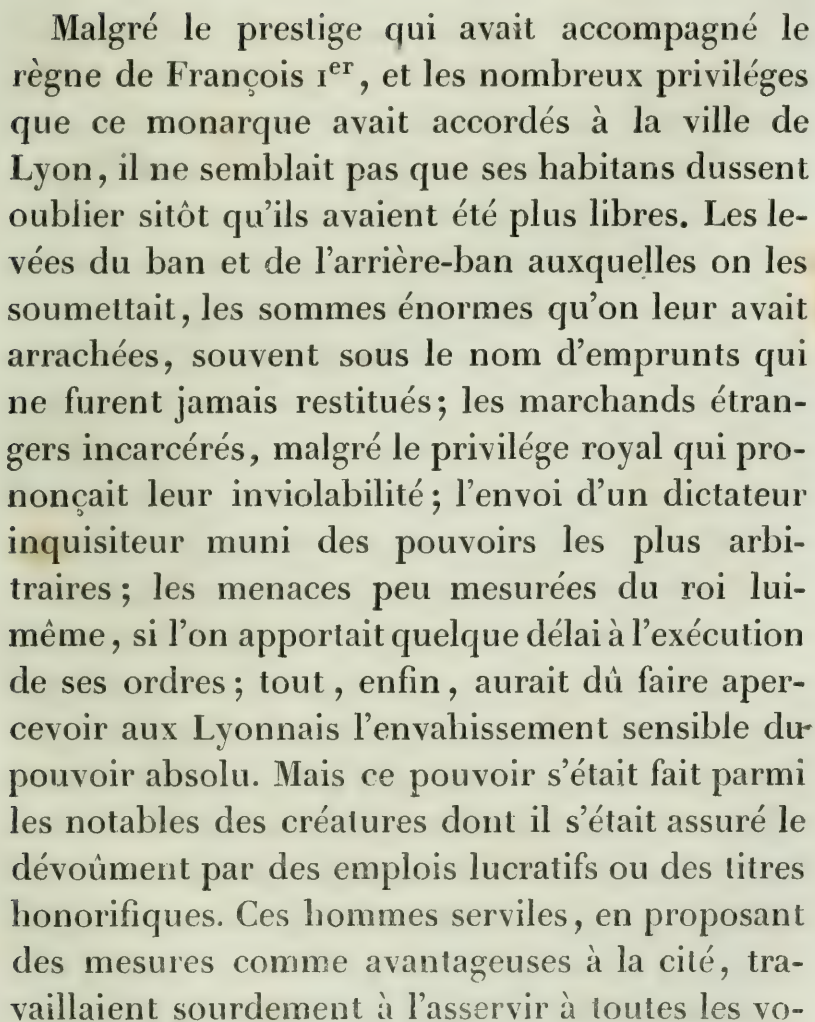 Malgré le prestige qui avait accompagné le
règne de François Ier, et les nombreux priviléges
que ce monarque avait accordés à la ville de
Lyon, il ne semblait pas que ses habitans dussent
oublier sitôt qu'ils avaient été plus libres. Les le-
vées du ban et de l'arrière-ban auxquelles on les
soumettait, les sommes énormes qu'on leur avait
arrachées, souvent sous le nom d'emprunts qui
ne furent jamais restitués; les marchands étran-
gers incarcérés, malgré le privilége royal qui pro-
nonçait leur inviolabilité; l'envoi d'un dictateur
inquisiteur muni des pouvoirs les plus arbi-
traires; les menaces peu mesurées du roi lui-
même, si l'on apportait quelque délai à l'exécution
de ses ordres; tout, enfin, aurait dû faire aper-
cevoir aux Lyonnais l'envahissement sensible du
pouvoir absolu. Mais ce pouvoir s'était fait parmi
les notables des créatures dont il s'était assuré le
dévoûment par des emplois lucratifs ou des titres
honorifiques. Ces hommes serviles, en proposant
des mesures comme avantageuses à la cité, tra-
vaillaient sourdement à l'asservir à toutes les vo-